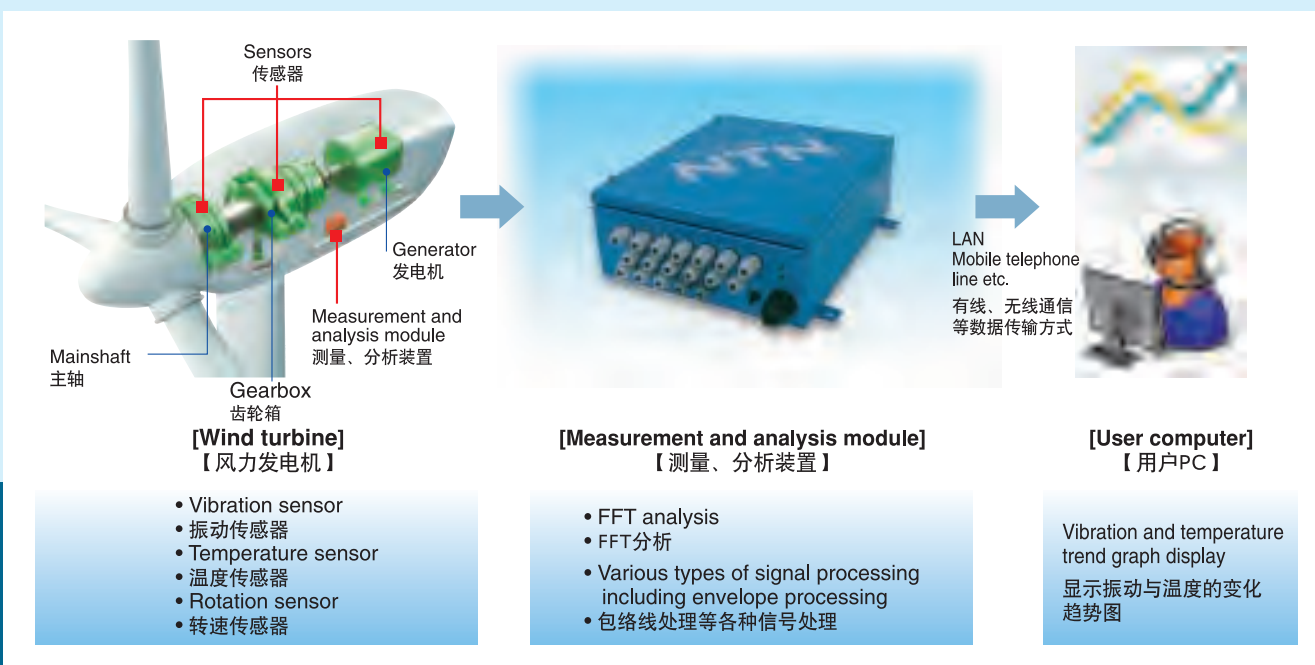 Sensors
传感器
Generator
发电机
Measurement and
analysis module
测量、分析装置
Mainshaft
主轴
Gearbox
齿轮箱
[Wind turbine]
【风力发电机】
• Vibration sensor
• 振动传感器
• Temperature sensor
• 温度传感器
• Rotation sensor
• 转速传感器
NTN
[Measurement and analysis module]
【测量、分析装置】
• FFT analysis
• FFT分析
• Various types of signal processing
including envelope processing
• 包络线处理等各种信号处理
LAN
Mobile telephone
line etc.
有线、无线通信
等数据传输方式
[User computer]
【用户PC】
Vibration and temperature
trend graph display
显示振动与温度的变化
趋势图